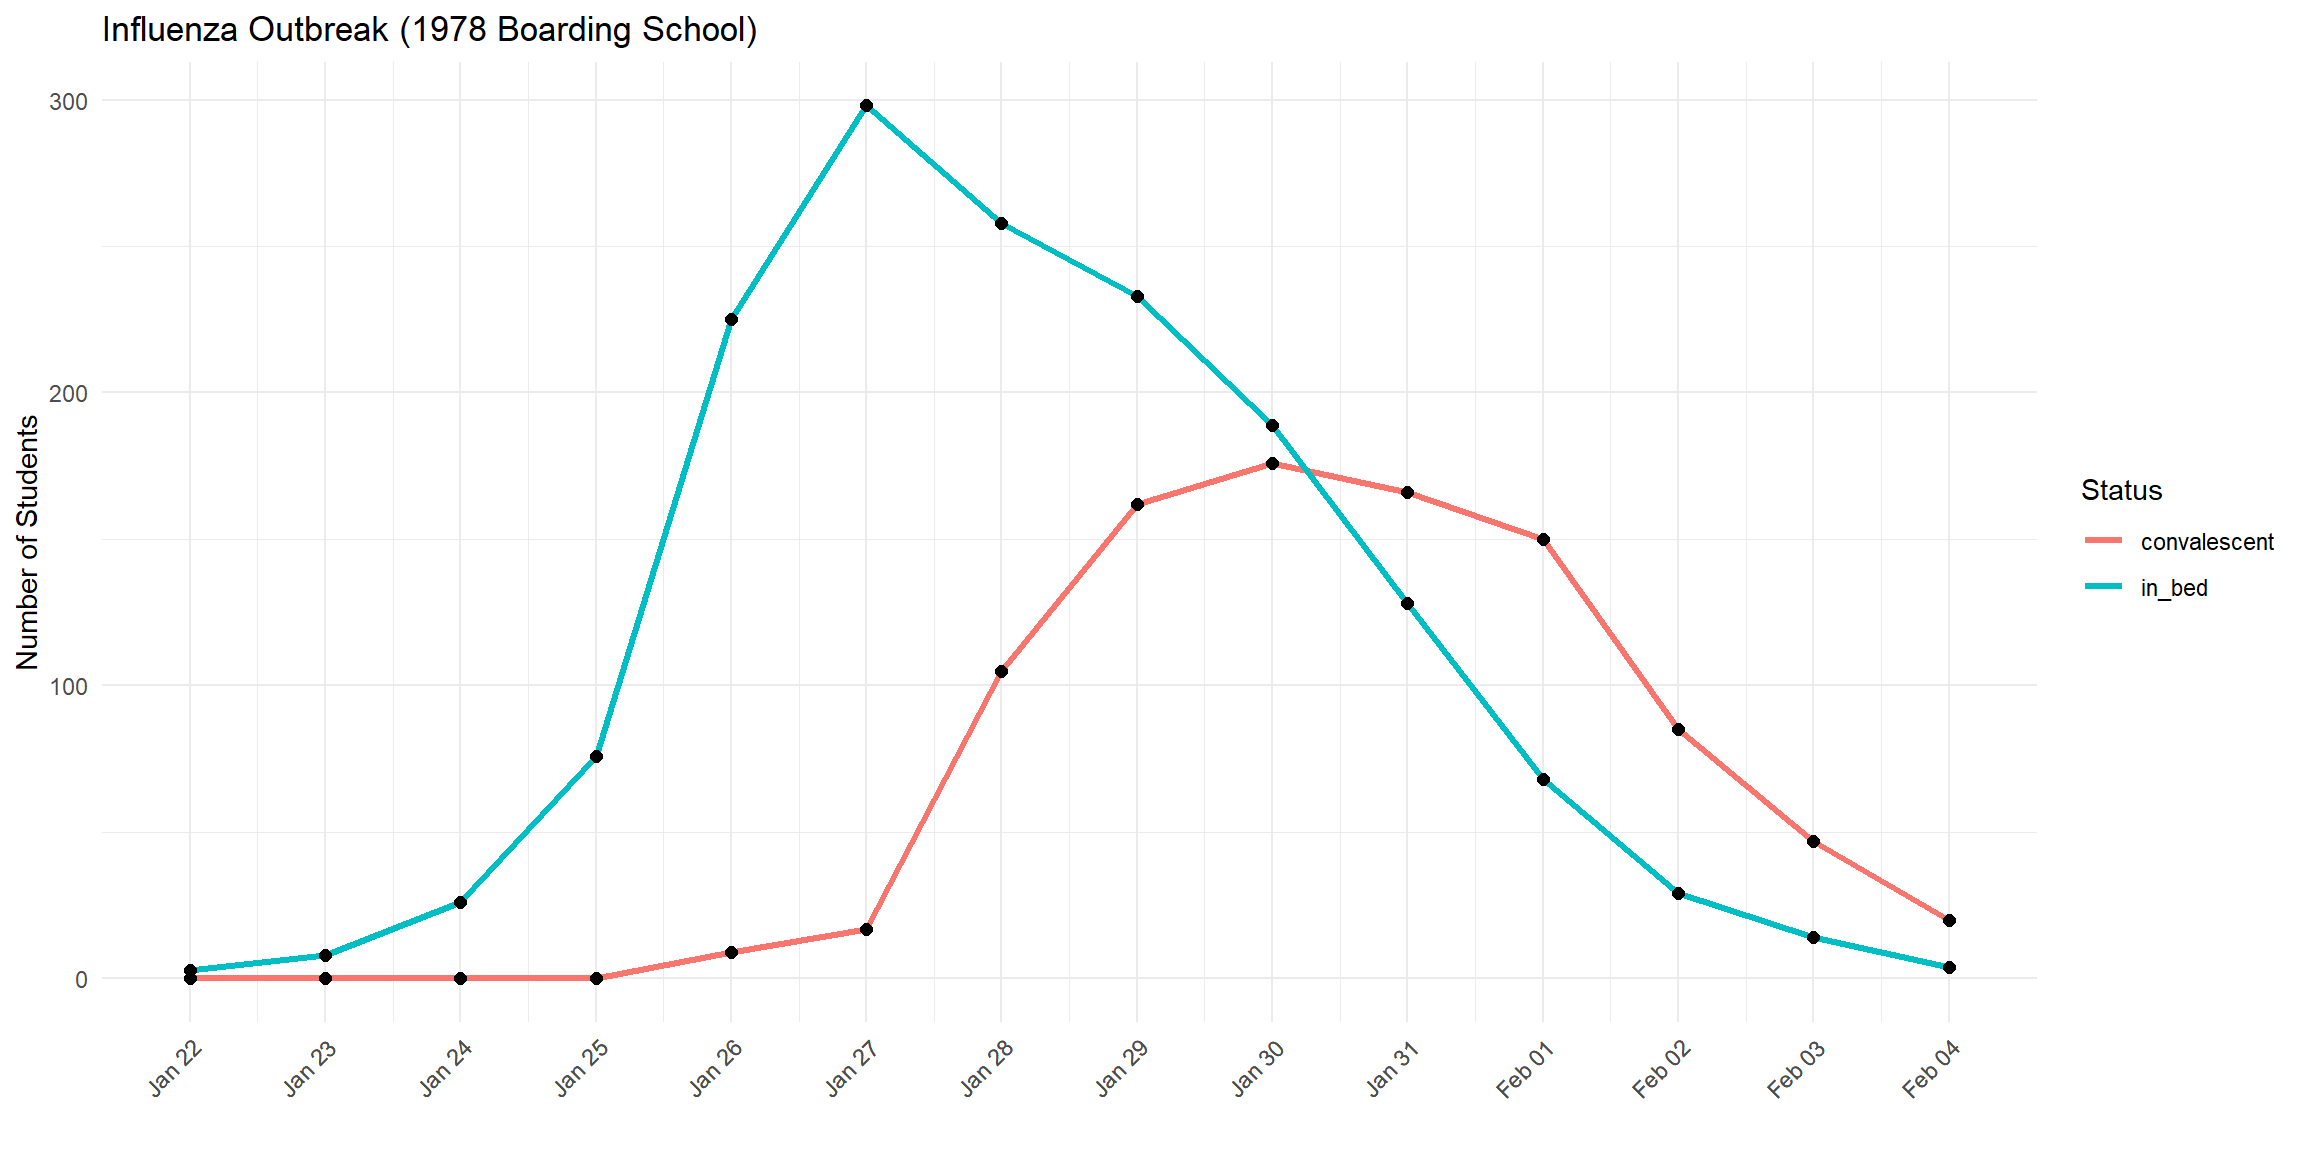 Influenza Outbreak (1978 Boarding School)
300
200
100
0
Number of Students
Jan 22
Jan 23
Jan 24
Jan 25
Jan 26
Jan 27
Jan 28
Jan 29
Jan 30
Jan 31
Feb 01
Feb 02
Feb 03
Feb 04
Status
convalescent
in_bed